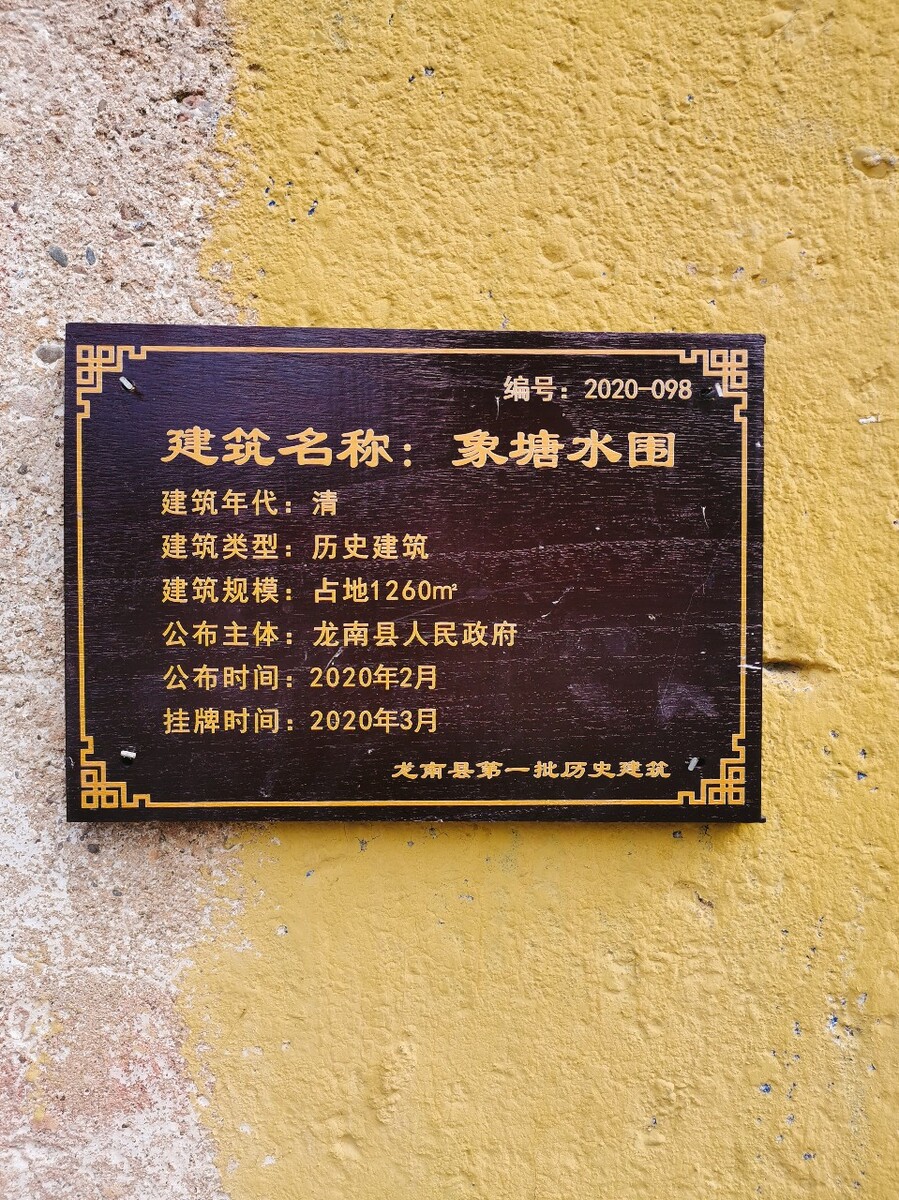 编号：2020-098
建筑名称：象塘水围
建筑年代：清
建筑类型：历史建筑
建筑规模：占地1260㎡
公布主体：龙南县人民政府
公布时间：2020年2月
挂牌时间：2020年3月
龙南县第一批历史建筑